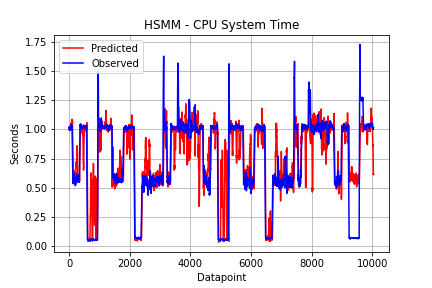 HSMM - CPU System Time
Predicted
Observed
1.75
1.50
1.25
1.00
0.75
0.50
0.25
0.00
Seconds
0 2000 4000 6000 8000 10000
Datapoint